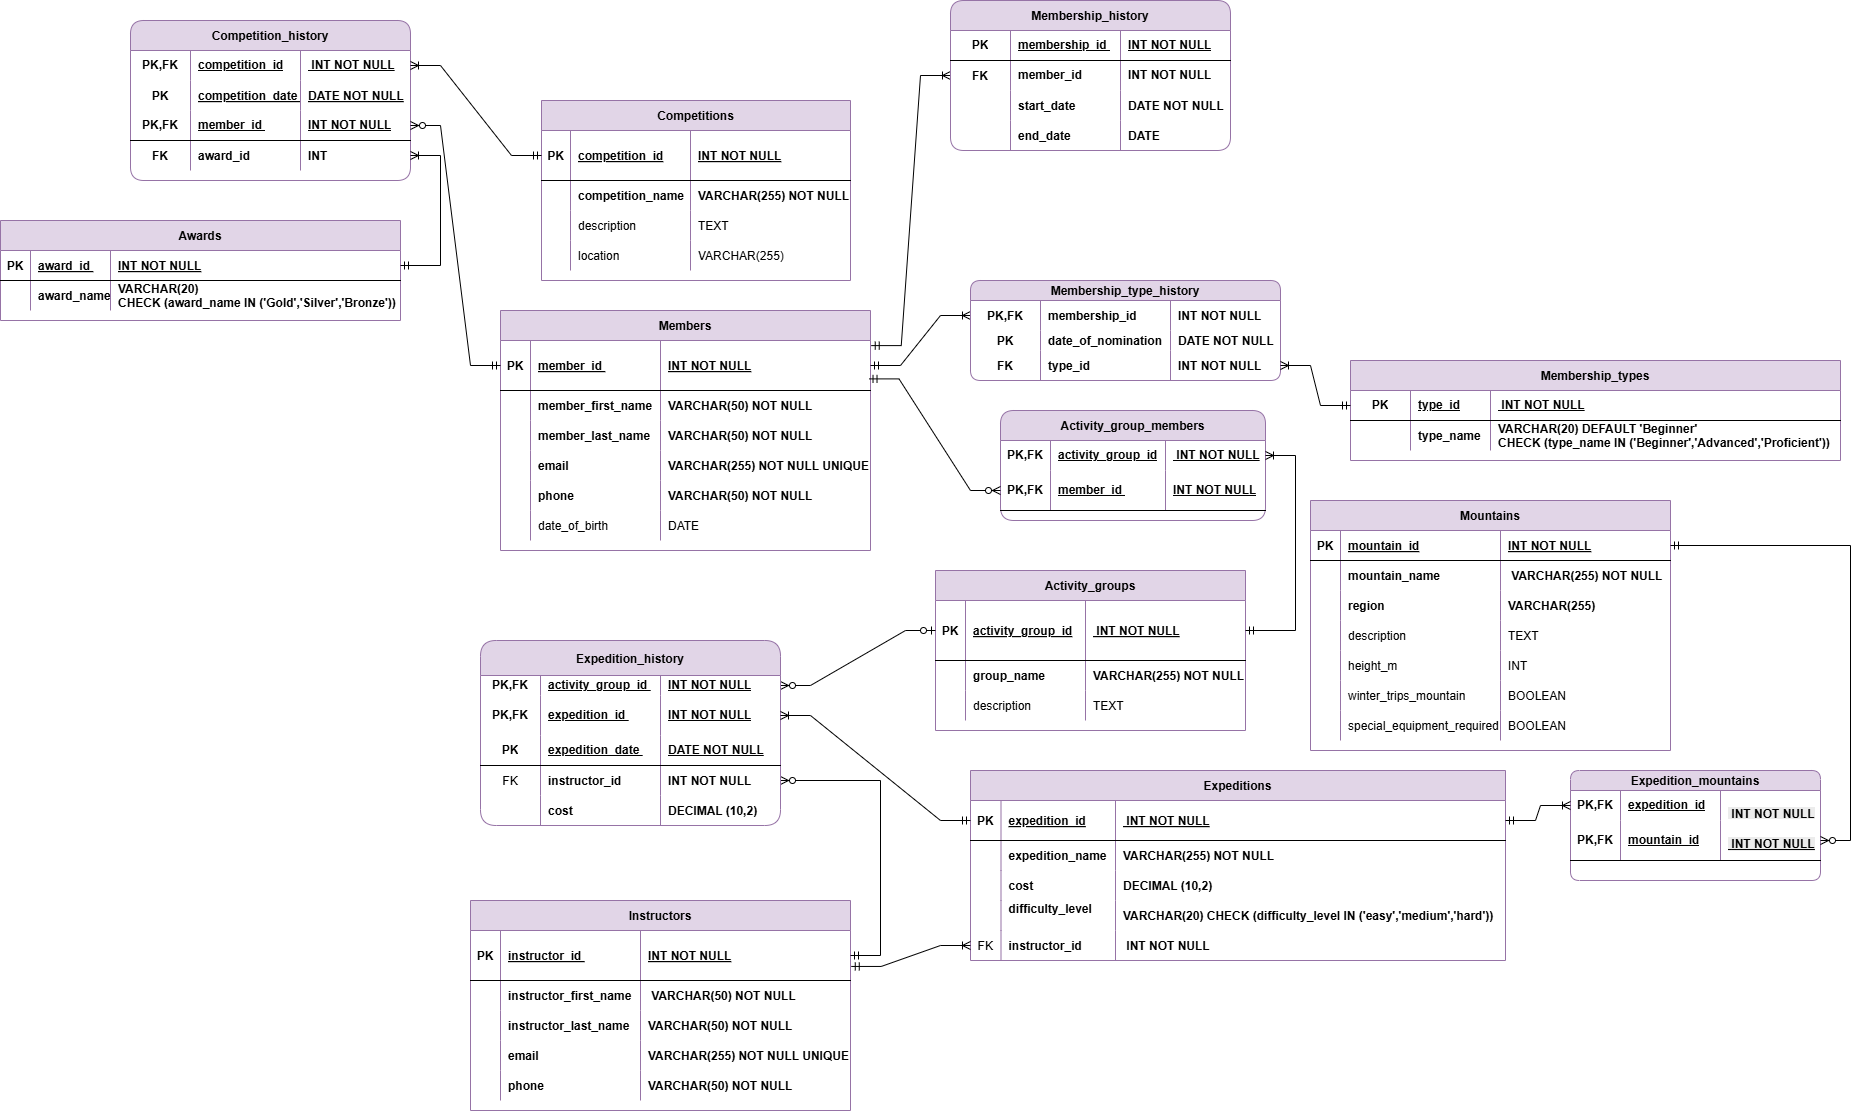 Competition_history
PK,FK competition_id INT NOT NULL
PK competition_date DATE NOT NULL
PK,FK member_id INT NOT NULL
FK award_id INT
Membership_history
PK membership_id INT NOT NULL
FK member_id INT NOT NULL
start_date DATE NOT NULL
end_date DATE
Competitions
PK competition_id INT NOT NULL
competition_name VARCHAR(255) NOT NULL
description TEXT
location VARCHAR(255)
Awards
PK award_id INT NOT NULL
award_name VARCHAR(20)
CHECK (award_name IN ('Gold','Silver','Bronze'))
Members
PK member_id INT NOT NULL
member_first_name VARCHAR(50) NOT NULL
member_last_name VARCHAR(50) NOT NULL
email VARCHAR(255) NOT NULL UNIQUE
phone VARCHAR(50) NOT NULL
date_of_birth DATE
Membership_type_history
PK,FK membership_id INT NOT NULL
PK date_of_nomination DATE NOT NULL
FK type_id INT NOT NULL
Membership_types
PK type_id INT NOT NULL
type_name VARCHAR(20) DEFAULT 'Beginner'
CHECK (type_name IN ('Beginner','Advanced','Proficient'))
Activity_group_members
PK,FK activity_group_id INT NOT NULL
PK,FK member_id INT NOT NULL
Mountains
PK mountain_id INT NOT NULL
mountain_name VARCHAR(255) NOT NULL
region VARCHAR(255)
description TEXT
height_m INT
winter_trips_mountain BOOLEAN
special_equipment_required BOOLEAN
Activity_groups
PK activity_group_id INT NOT NULL
group_name VARCHAR(255) NOT NULL
description TEXT
Expedition_history
PK,FK activity_group_id INT NOT NULL
PK,FK expedition_id INT NOT NULL
PK expedition_date DATE NOT NULL
FK instructor_id INT NOT NULL
cost DECIMAL (10,2)
Expeditions
PK expedition_id INT NOT NULL
expedition_name VARCHAR(255) NOT NULL
cost DECIMAL (10,2)
difficulty_level VARCHAR(20) CHECK (difficulty_level IN ('easy','medium','hard'))
FK instructor_id INT NOT NULL
Expedition_mountains
PK,FK expedition_id INT NOT NULL
PK,FK mountain_id INT NOT NULL
Instructors
PK instructor_id INT NOT NULL
instructor_first_name VARCHAR(50) NOT NULL
instructor_last_name VARCHAR(50) NOT NULL
email VARCHAR(255) NOT NULL UNIQUE
phone VARCHAR(50) NOT NULL